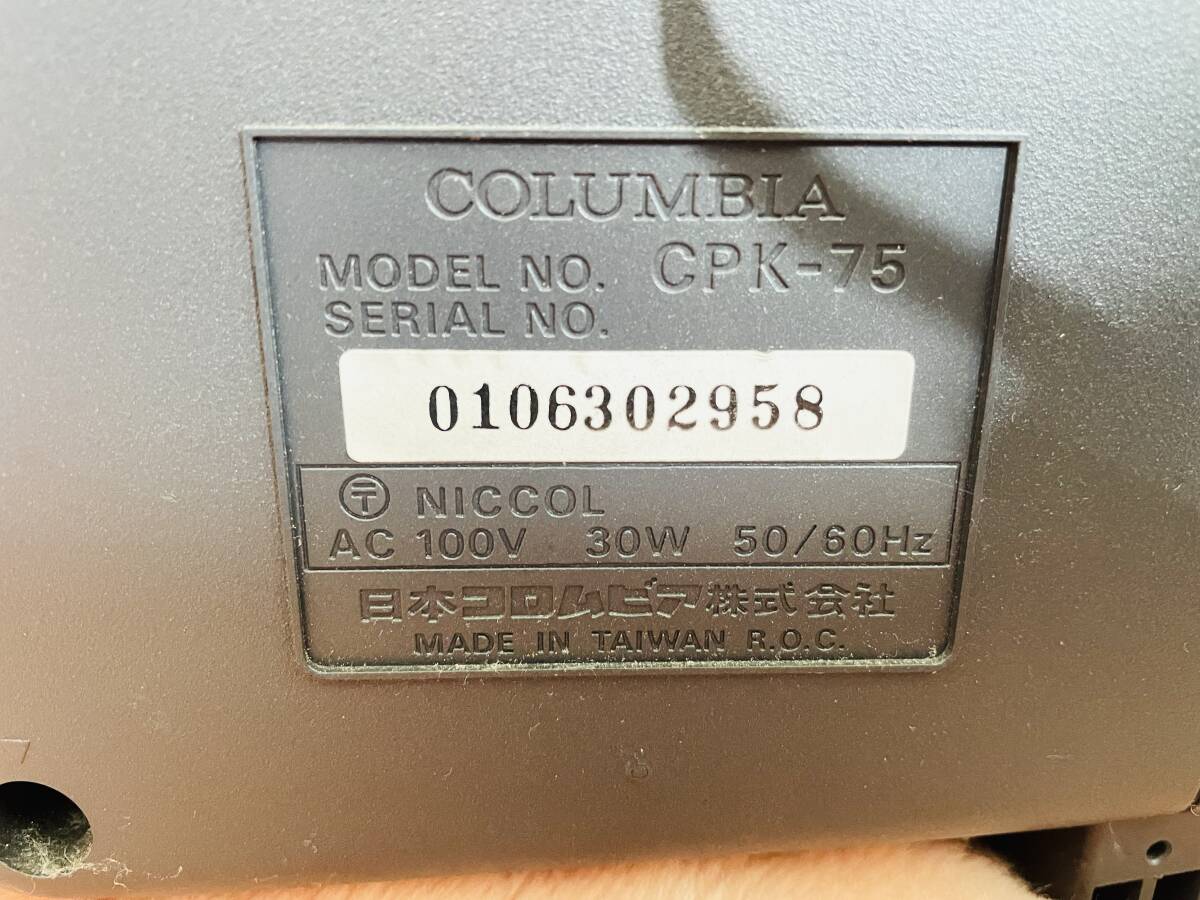 COLUMBIA
MODEL NO. CPK-75
SERIAL NO.
0106302958
〒 NICCOL
AC 100V 30W 50/60Hz
日本コロムビア株式会社
MADE IN TAIWAN R.O.C.